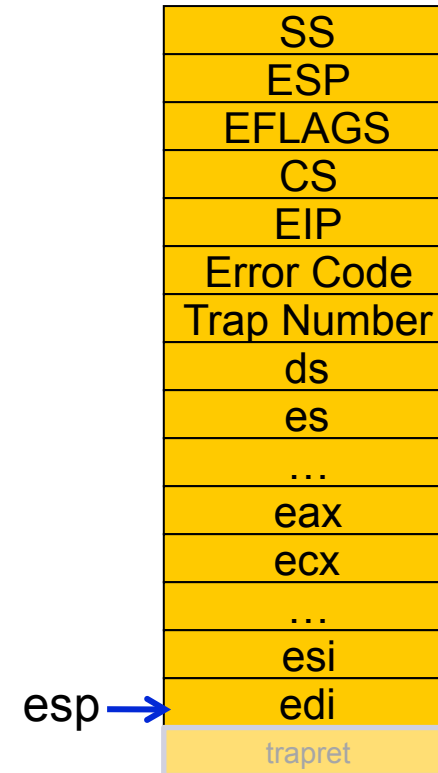 SS
ESP
EFLAGS
CS
EIP
Error Code
Trap Number
ds
es
…
eax
ecx
…
esi
esp edi
trapret